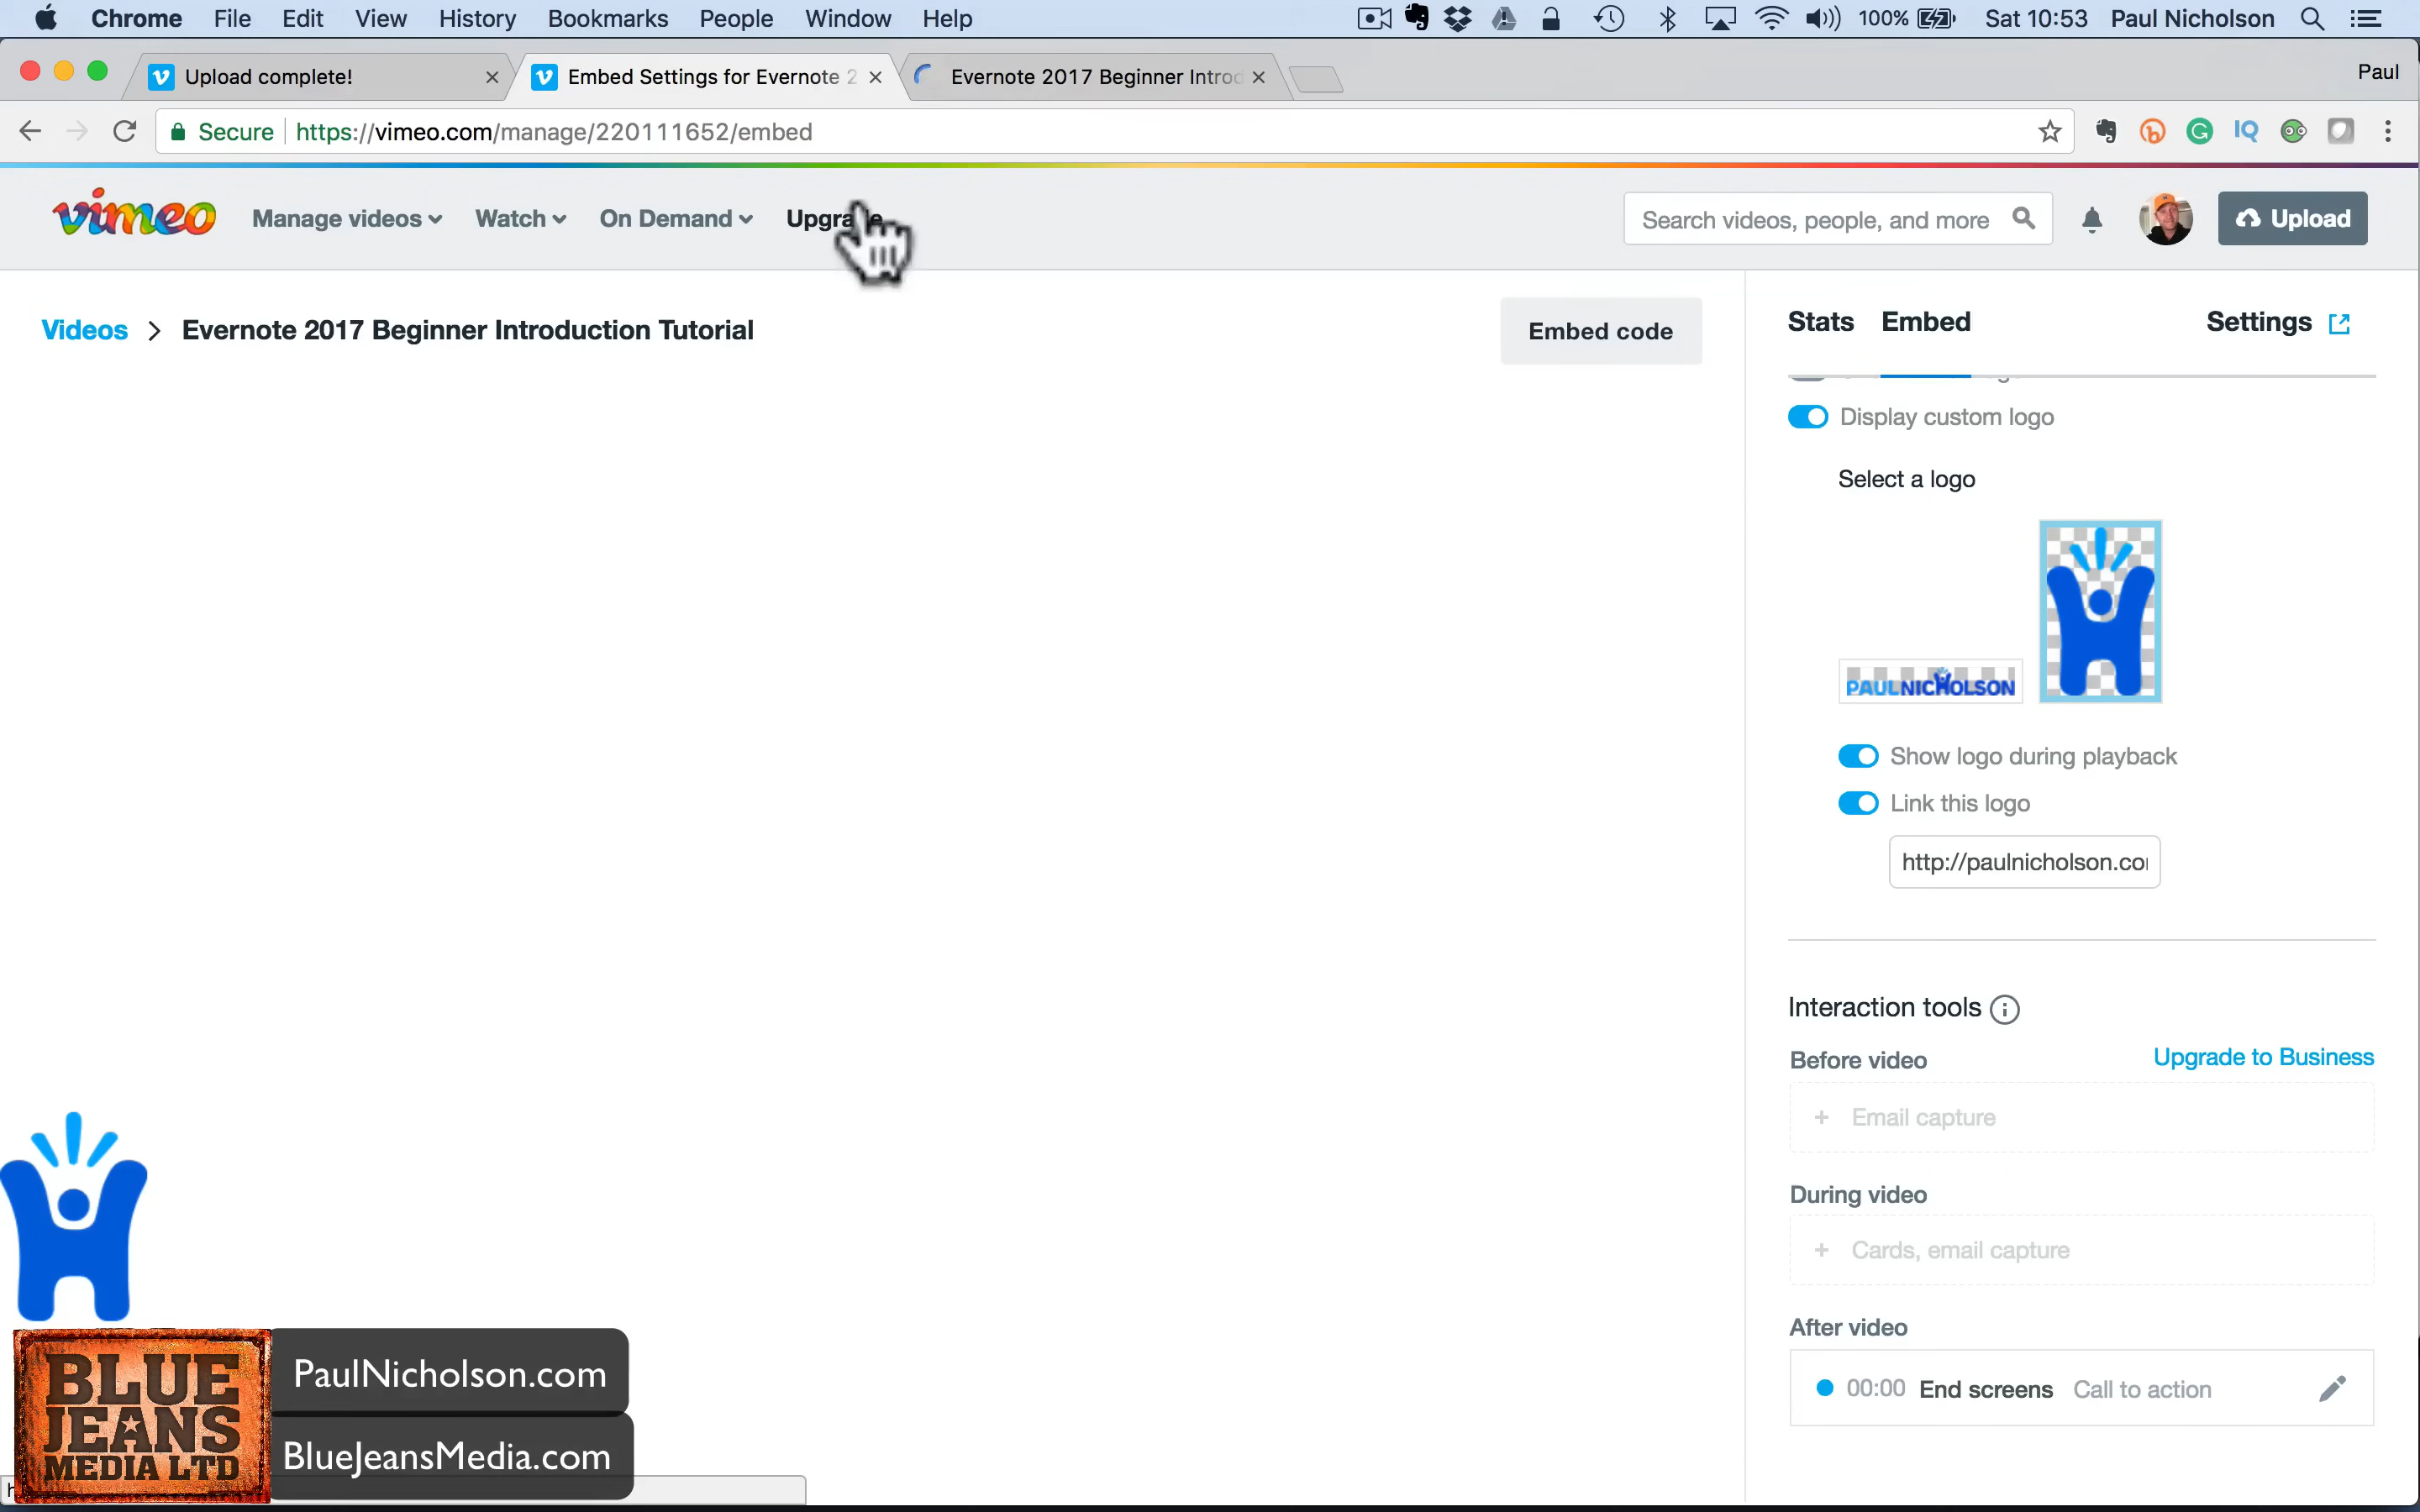 Chrome File Edit View History Bookmarks People Window Help 100% Sat 10:53 Paul Nicholson
Upload complete! Embed Settings for Evernote 2 Evernote 2017 Beginner Introd Paul
Secure https://vimeo.com/manage/220111652/embed
vimeo Manage videos Watch On Demand Upgrade Search videos, people, and more Upload
Videos > Evernote 2017 Beginner Introduction Tutorial Embed code
Stats Embed Settings
Display custom logo
Select a logo
PAULNICHOLSON
Show logo during playback
Link this logo
http://paulnicholson.co
Interaction tools
Before video Upgrade to Business
+ Email capture
During video
+ Cards, email capture
After video
00:00 End screens Call to action
BLUE
JEANS
MEDIA LTD
PaulNicholson.com
BlueJeansMedia.com